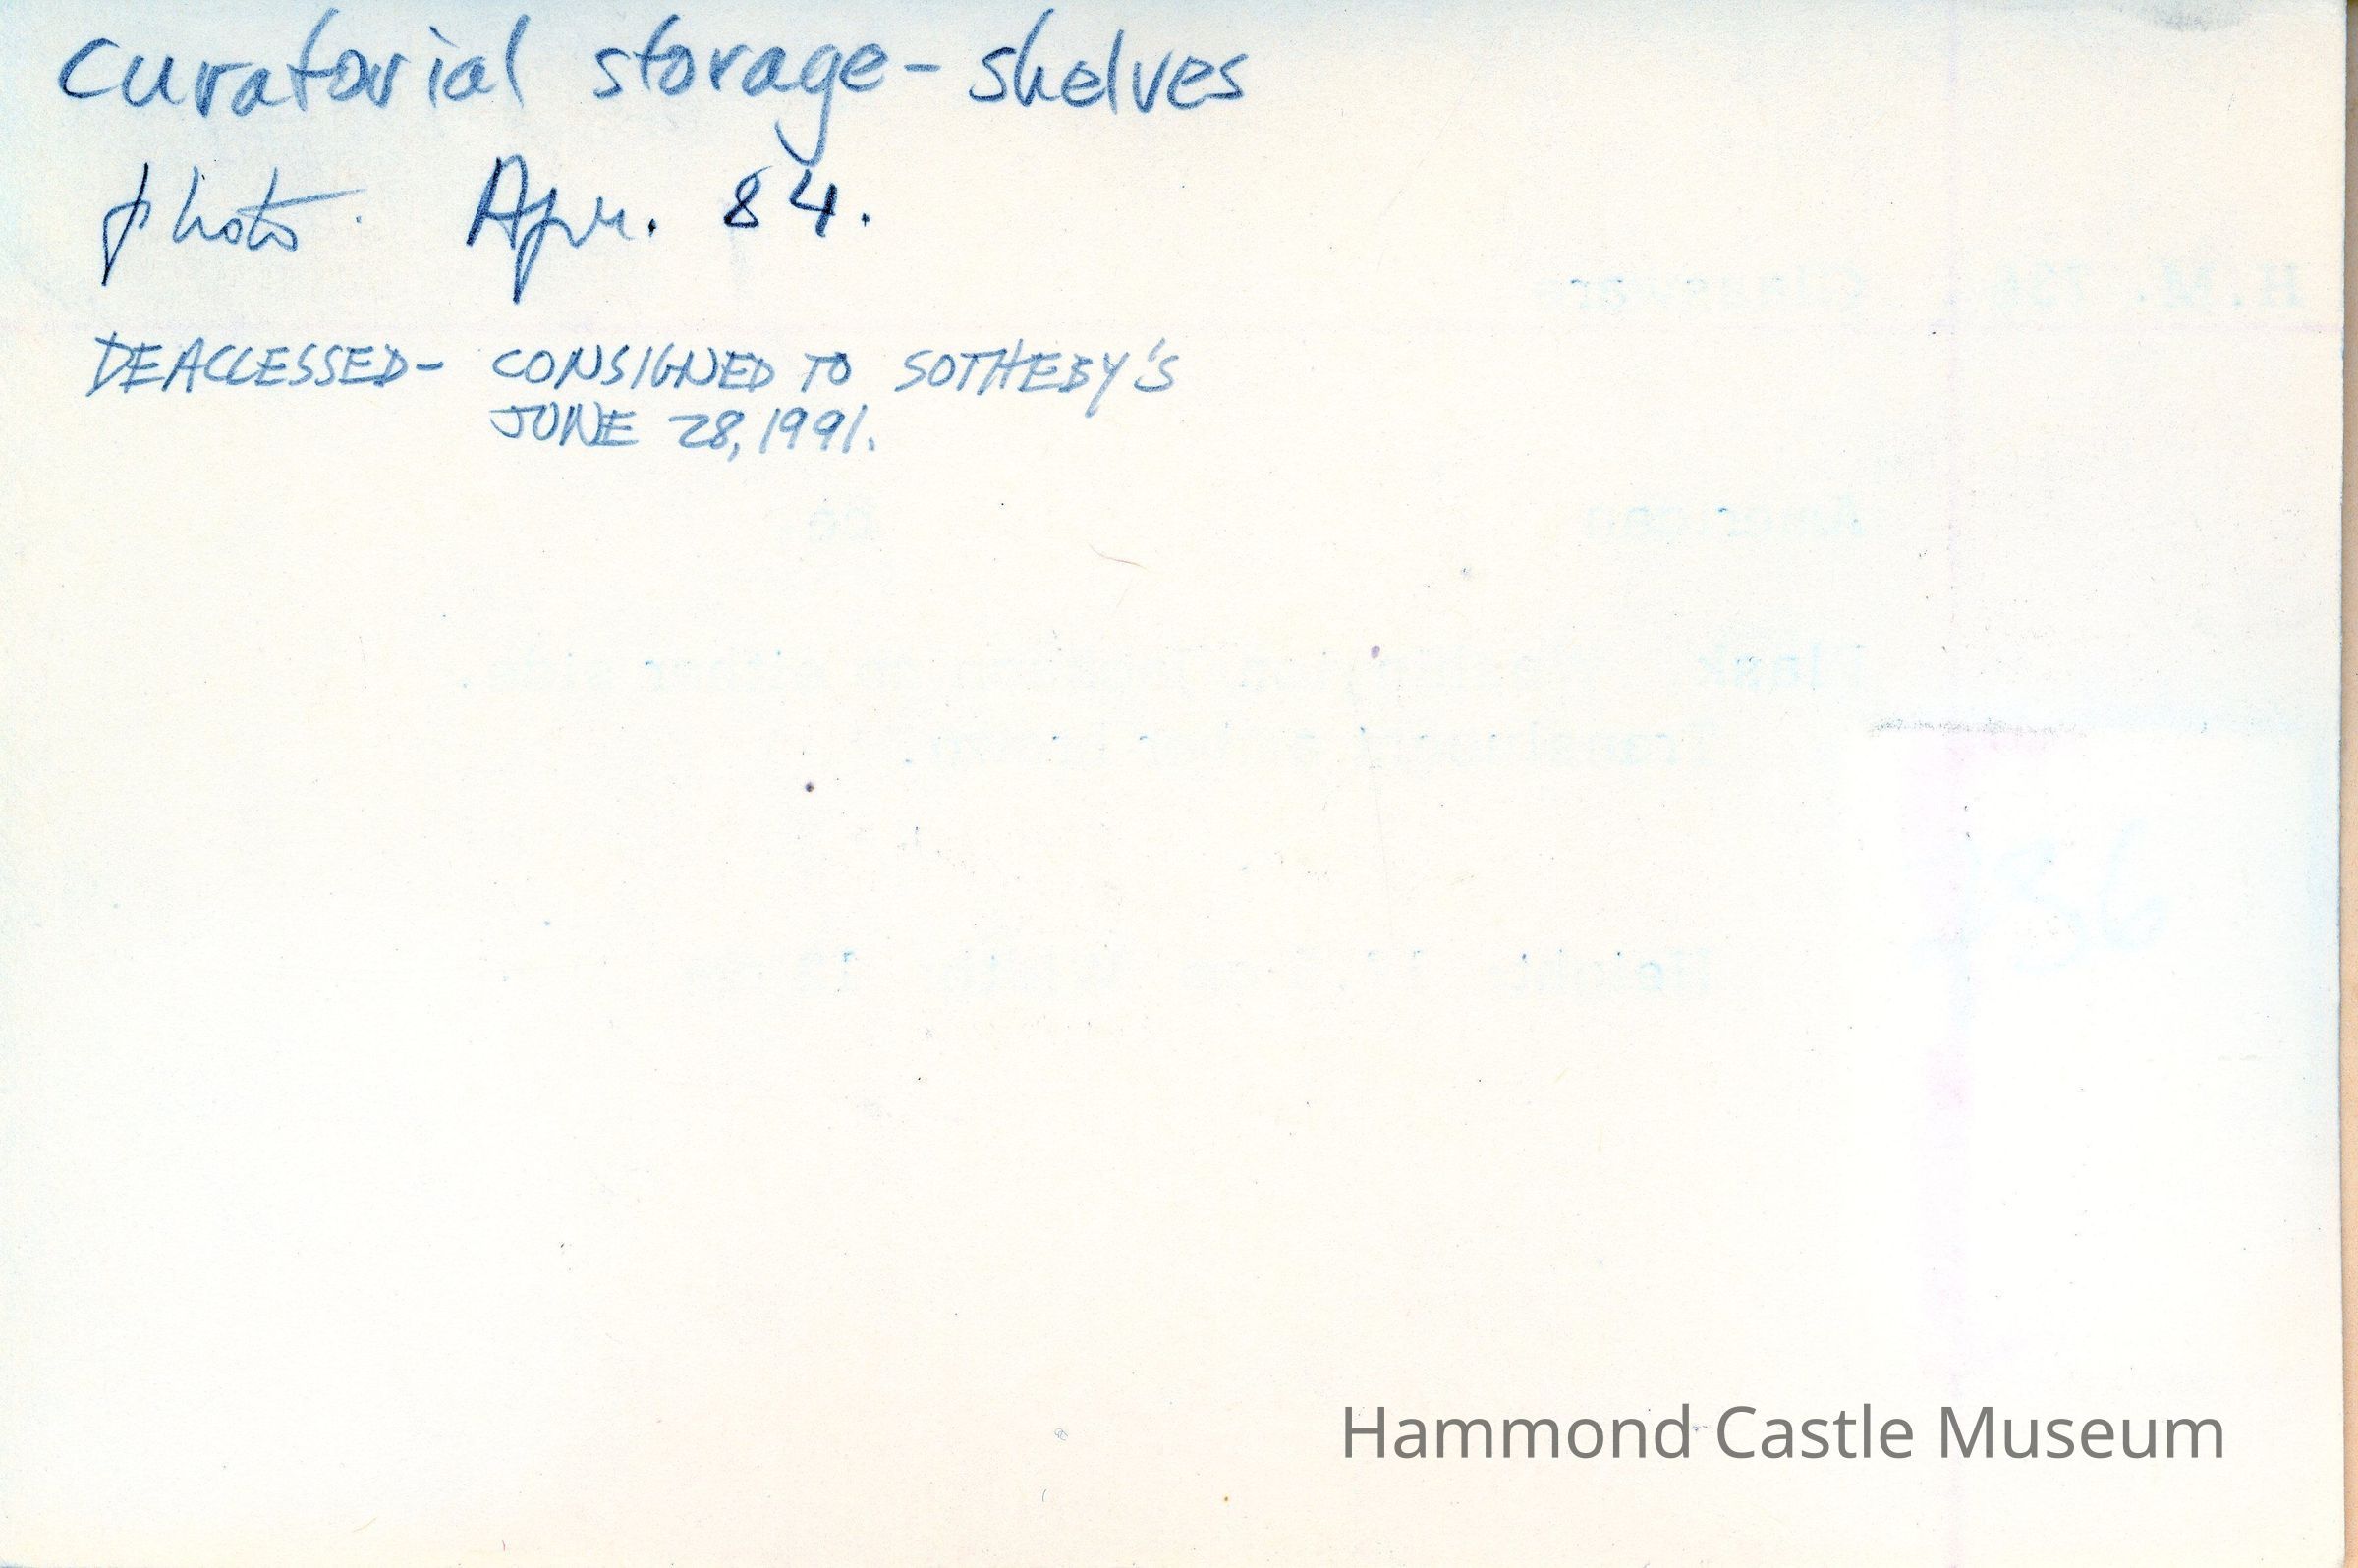 curatorial storage - shelves
photo. Apr. 84.
DEACCESSED - CONSIGNED TO SOTHEBY'S
JUNE 28, 1991.
Hammond Castle Museum